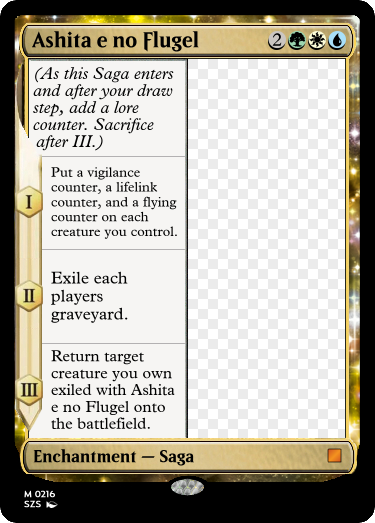 Ashita e no Flugel 2
(As this Saga enters
and after your draw
step, add a lore
counter. Sacrifice
after III.)
I
Put a vigilance
counter, a lifelink
counter, and a flying
counter on each
creature you control.
II
Exile each
players
graveyard.
III
Return target
creature you own
exiled with Ashita
e no Flugel onto
the battlefield.
Enchantment — Saga
M 0216
SZS